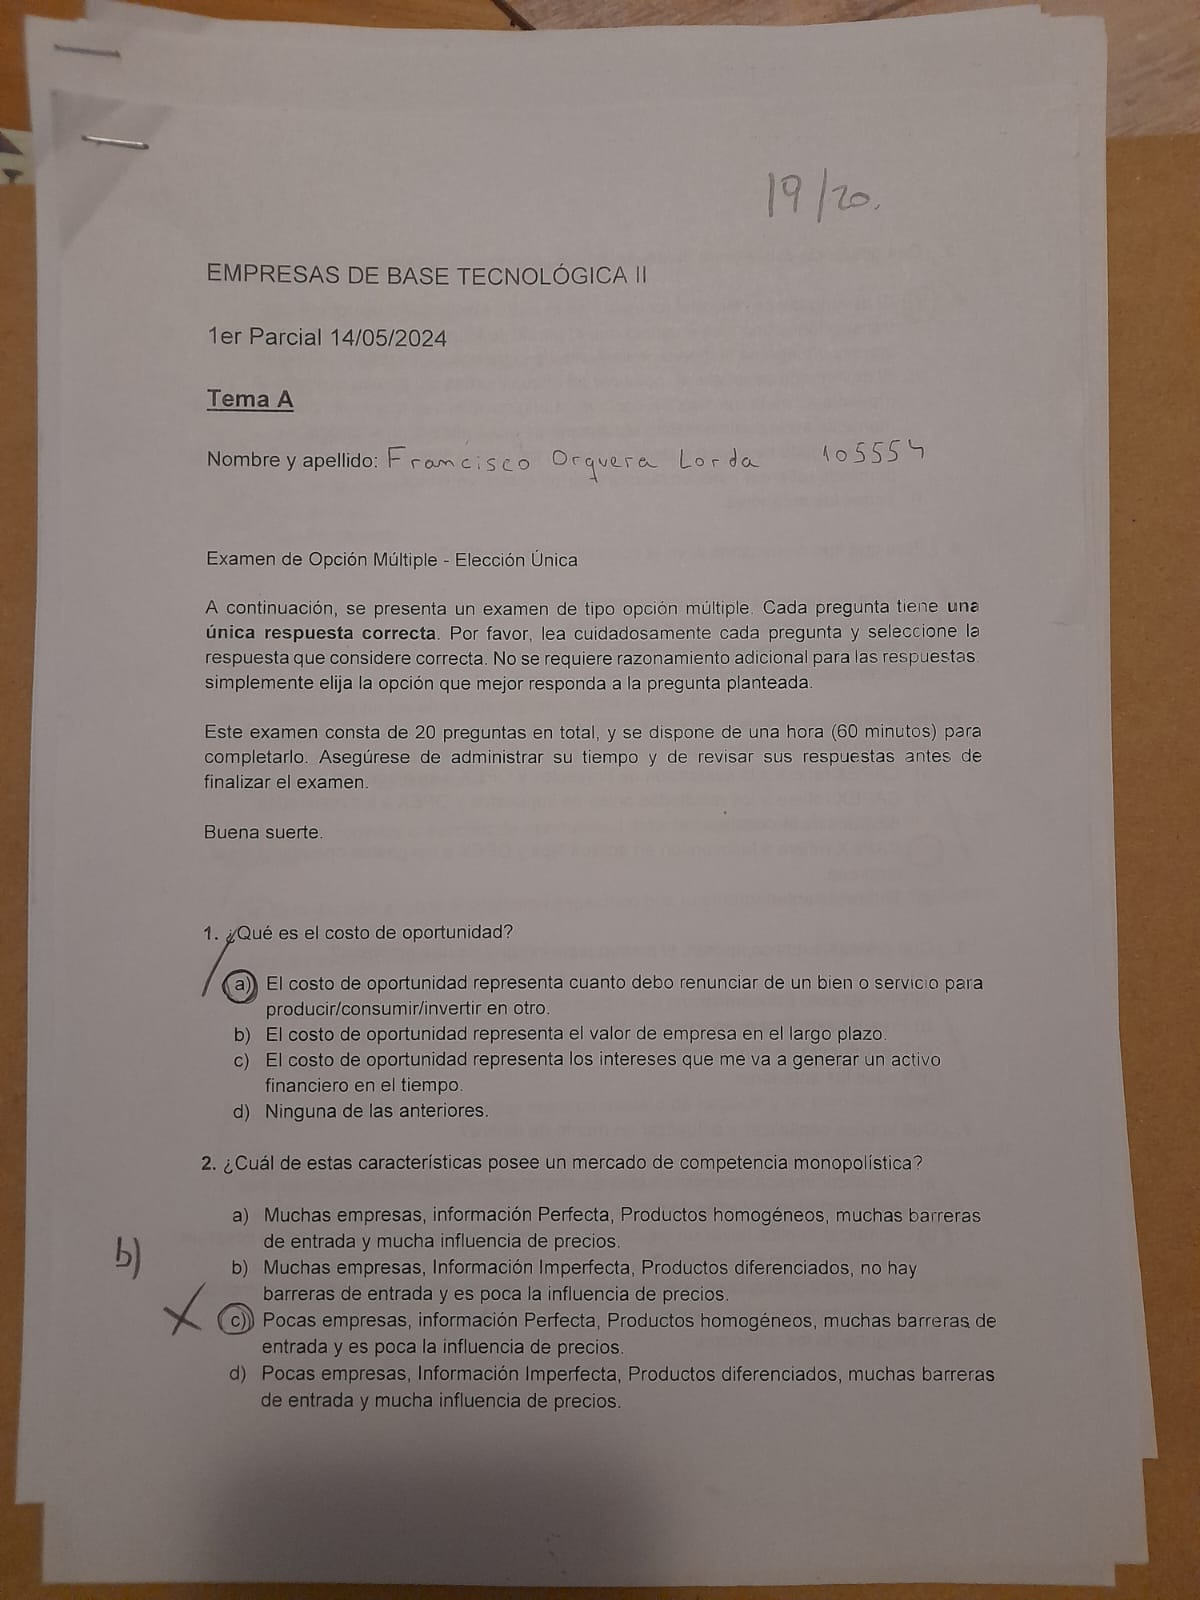 19/20.
EMPRESAS DE BASE TECNOLÓGICA II
1er Parcial 14/05/2024
Tema A
Nombre y apellido: Francisco Orquera Lorda 105554
Examen de Opción Múltiple - Elección Única
A continuación, se presenta un examen de tipo opción múltiple. Cada pregunta tiene una
única respuesta correcta. Por favor, lea cuidadosamente cada pregunta y seleccione la
respuesta que considere correcta. No se requiere razonamiento adicional para las respuestas
simplemente elija la opción que mejor responda a la pregunta planteada.
Este examen consta de 20 preguntas en total, y se dispone de una hora (60 minutos) para
completarlo. Asegúrese de administrar su tiempo y de revisar sus respuestas antes de
finalizar el examen.
Buena suerte.
1. ¿Qué es el costo de oportunidad?
a) El costo de oportunidad representa cuanto debo renunciar de un bien o servicio para
producir/consumir/invertir en otro.
b) El costo de oportunidad representa el valor de empresa en el largo plazo.
c) El costo de oportunidad representa los intereses que me va a generar un activo
financiero en el tiempo.
d) Ninguna de las anteriores.
2. ¿Cuál de estas características posee un mercado de competencia monopolística?
a) Muchas empresas, información Perfecta, Productos homogéneos, muchas barreras
de entrada y mucha influencia de precios.
b)
b) Muchas empresas, Información Imperfecta, Productos diferenciados, no hay
barreras de entrada y es poca la influencia de precios.
c) Pocas empresas, información Perfecta, Productos homogéneos, muchas barreras de
entrada y es poca la influencia de precios.
d) Pocas empresas, Información Imperfecta, Productos diferenciados, muchas barreras
de entrada y mucha influencia de precios.